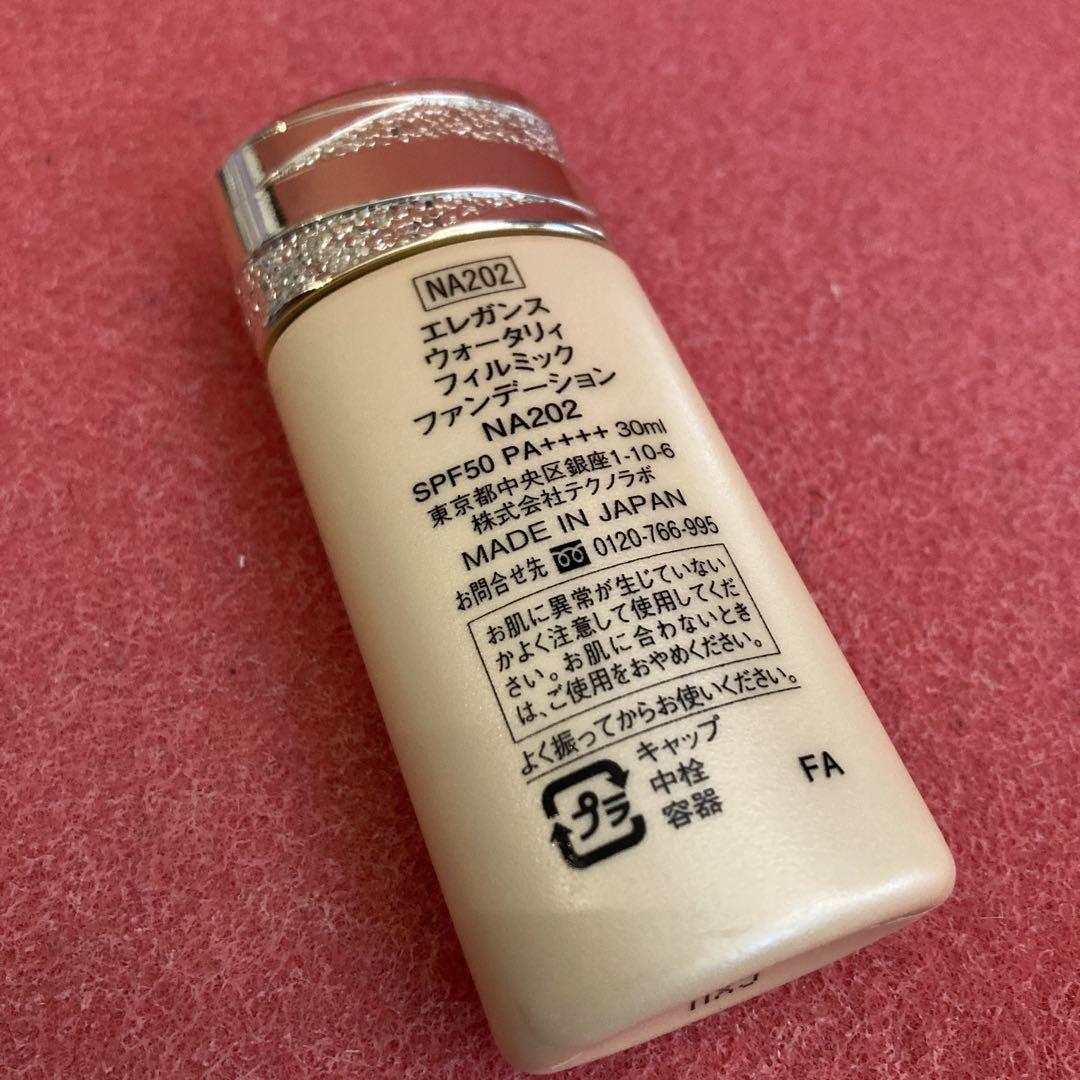 NA202
エレガンス
ウォータリィ
フィルミック
ファンデーション
NA202
SPF50 PA++++ 30ml
東京都中央区銀座1-10-6
株式会社テクノラボ
MADE IN JAPAN
お問合せ先 0120-766-995
お肌に異常が生じていない
かよく注意して使用してくだ
さい。お肌に合わないとき
は、ご使用をおやめください。
よく振ってからお使いください。
プラ
キャップ
中栓
容器
FA